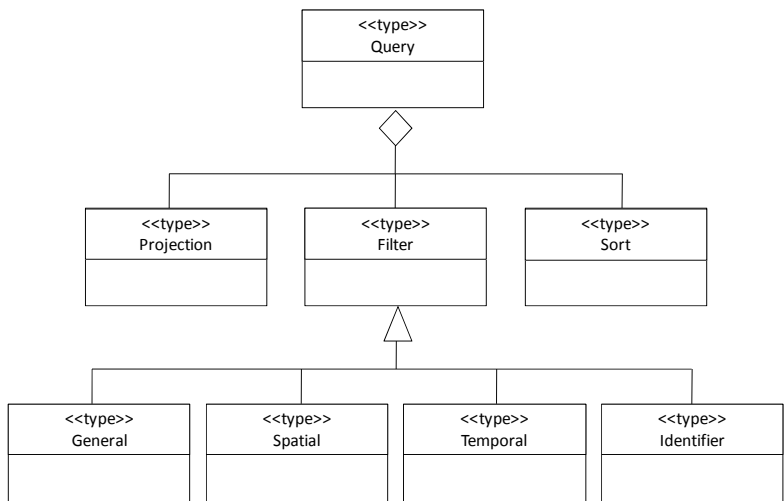 <<type>>
Query
<<type>>
Projection
<<type>>
Filter
<<type>>
Sort
<<type>>
General
<<type>>
Spatial
<<type>>
Temporal
<<type>>
Identifier